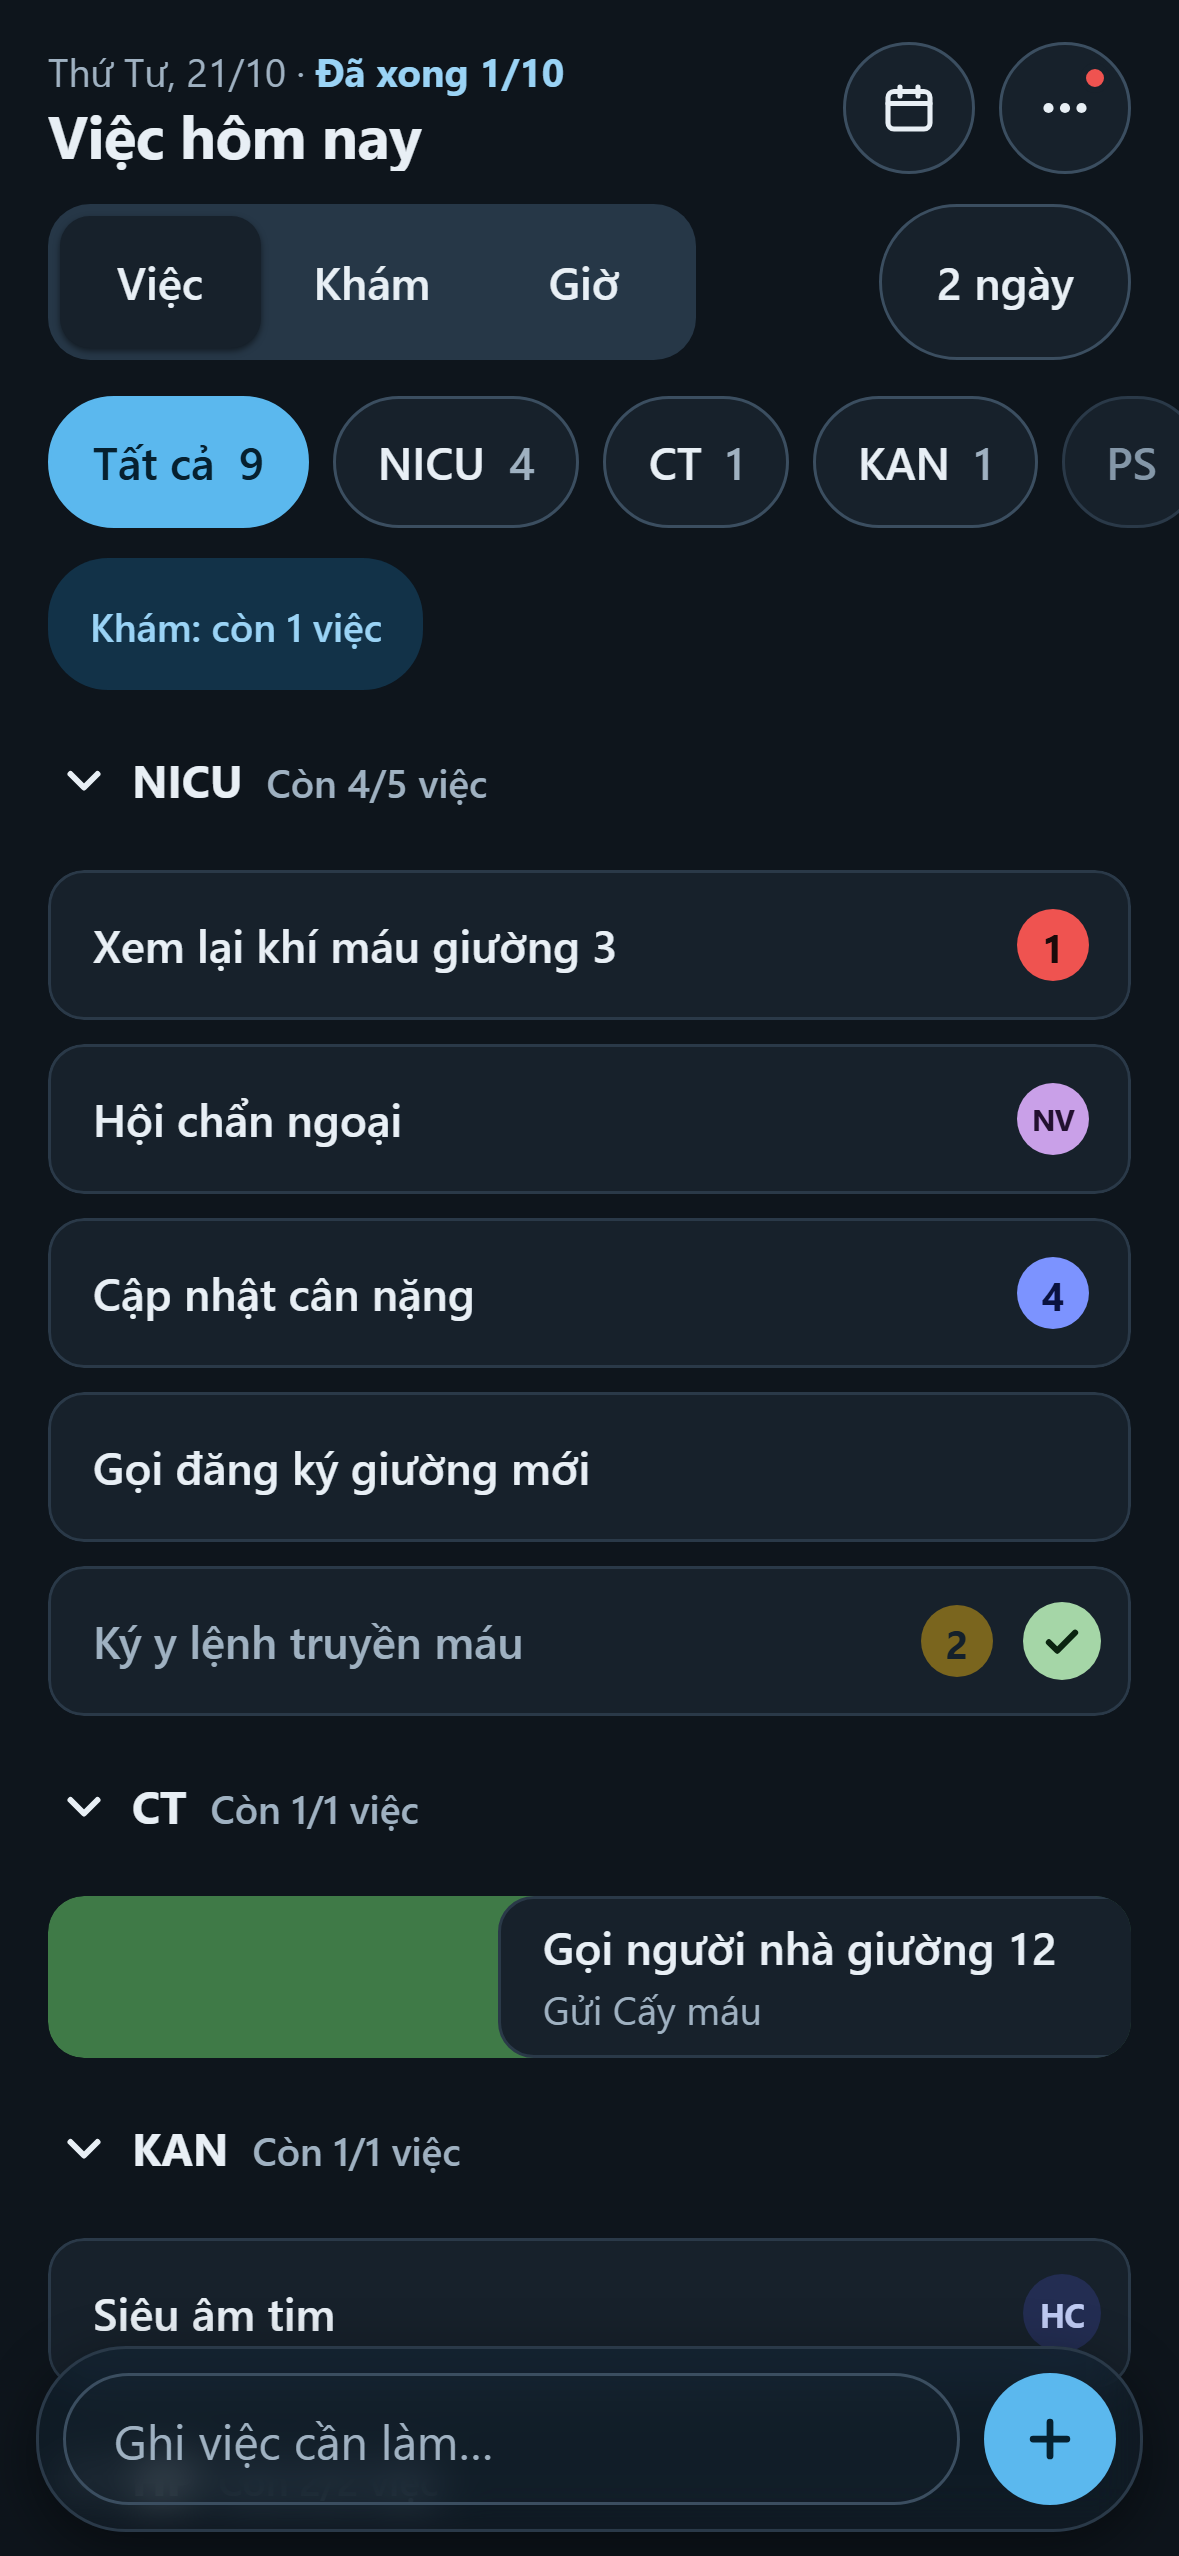 Thứ Tư, 21/10 · Đã xong 1/10
Việc hôm nay
Việc Khám Giờ 2 ngày
Tất cả 9 NICU 4 CT 1 KAN 1 PS
Khám: còn 1 việc
NICU Còn 4/5 việc
Xem lại khí máu giường 3 1
Hội chẩn ngoại NV
Cập nhật cân nặng 4
Gọi đăng ký giường mới
Ký y lệnh truyền máu 2
CT Còn 1/1 việc
Gọi người nhà giường 12
Gửi Cấy máu
KAN Còn 1/1 việc
Siêu âm tim HC
Ghi việc cần làm...